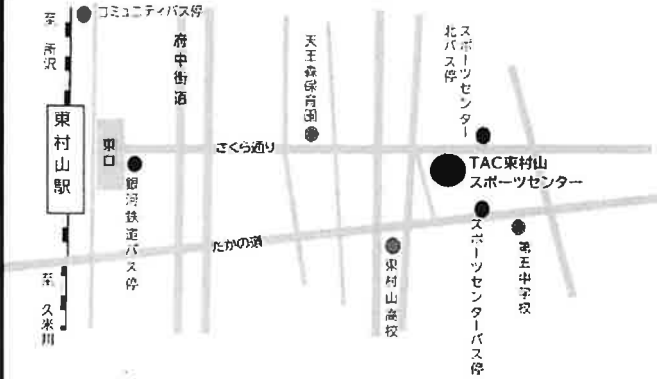 コミュニティバス停
至 所沢
東村山駅
至 久米川
東口
銀河鉄道バス停
府中街道
さくら通り
たかの道
天王森保育園
東村山高校
スポーツセンター
北バス停
TAC東村山
スポーツセンター
スポーツセンターバス停
第五中学校